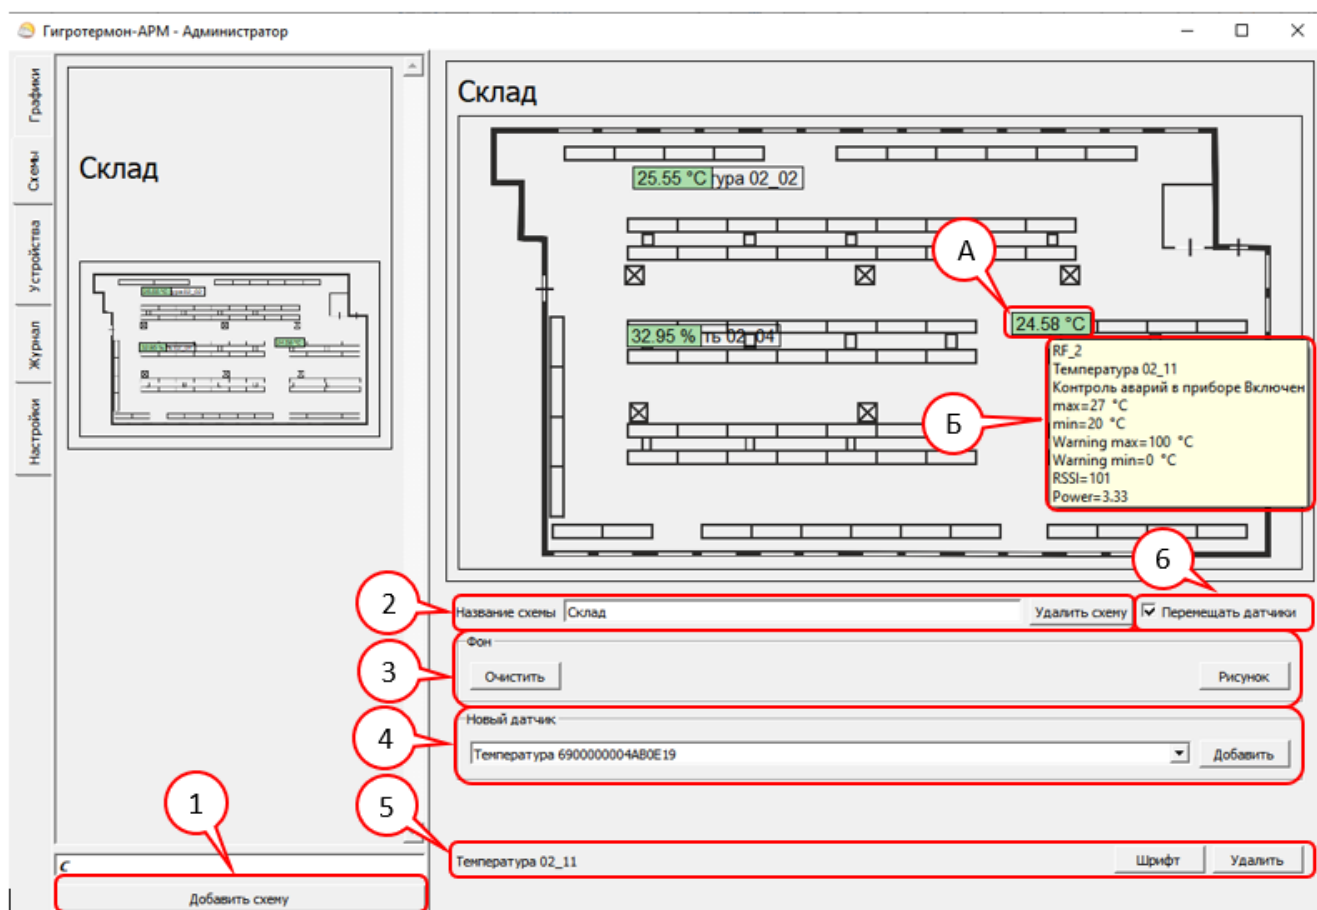 Гигротермон-АРМ - Администратор
Графики
Схемы
Устройства
Журнал
Настройки
Склад
Склад
25.55 °C тура 02_02
А
24.58 °C
32.95 % ть 02_04
RF_2
Температура 02_11
Контроль аварий в приборе Включен
max=27 °C
min=20 °C
Warning max=100 °C
Warning min=0 °C
RSSI=101
Power=3.33
Б
6
2
Название схемы Склад Удалить схему Перемещать датчики
Фон
3
Очистить Рисунок
Новый датчик
4
Температура 6900000004AB0E19 Добавить
1
5
Температура 02_11 Шрифт Удалить
с
Добавить схему